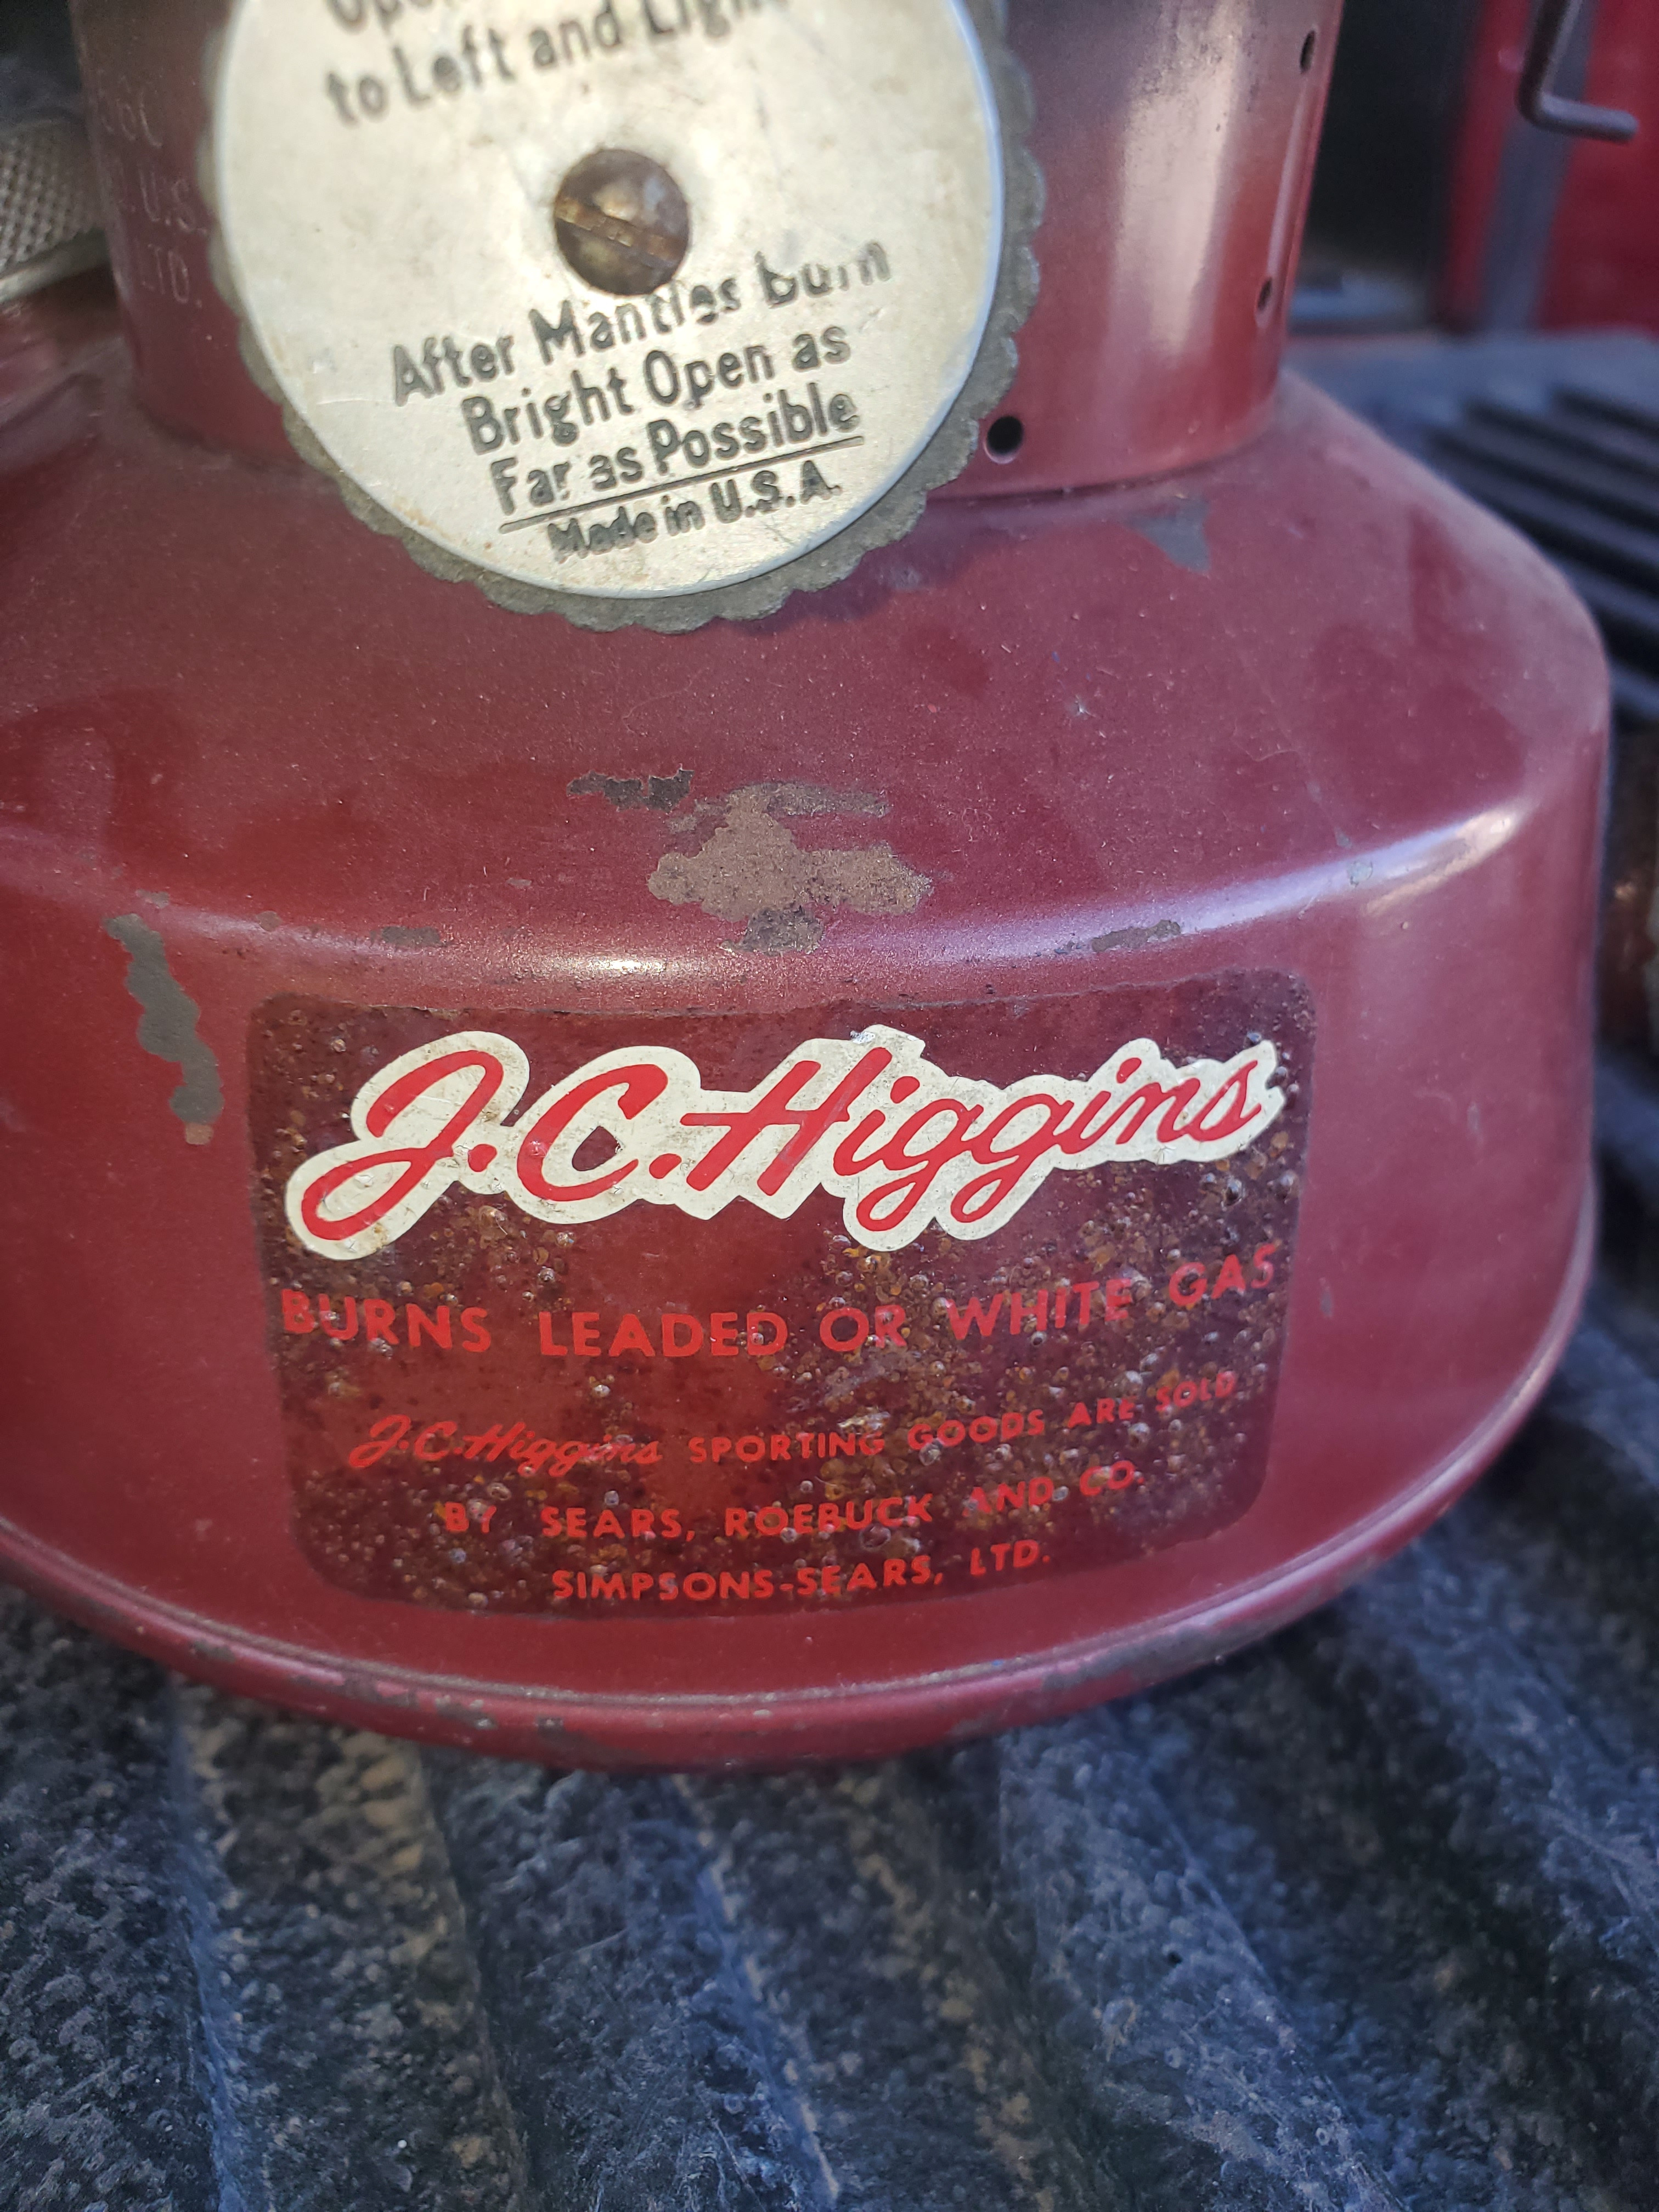 to Left and Light
After Mantles burn
Bright Open as
Far as Possible
Made in U.S.A.
U.S.
LTD.
J.C.Higgins
BURNS LEADED OR WHITE GAS
J.C.Higgins SPORTING GOODS ARE SOLD
BY SEARS, ROEBUCK AND CO.
SIMPSONS-SEARS, LTD.